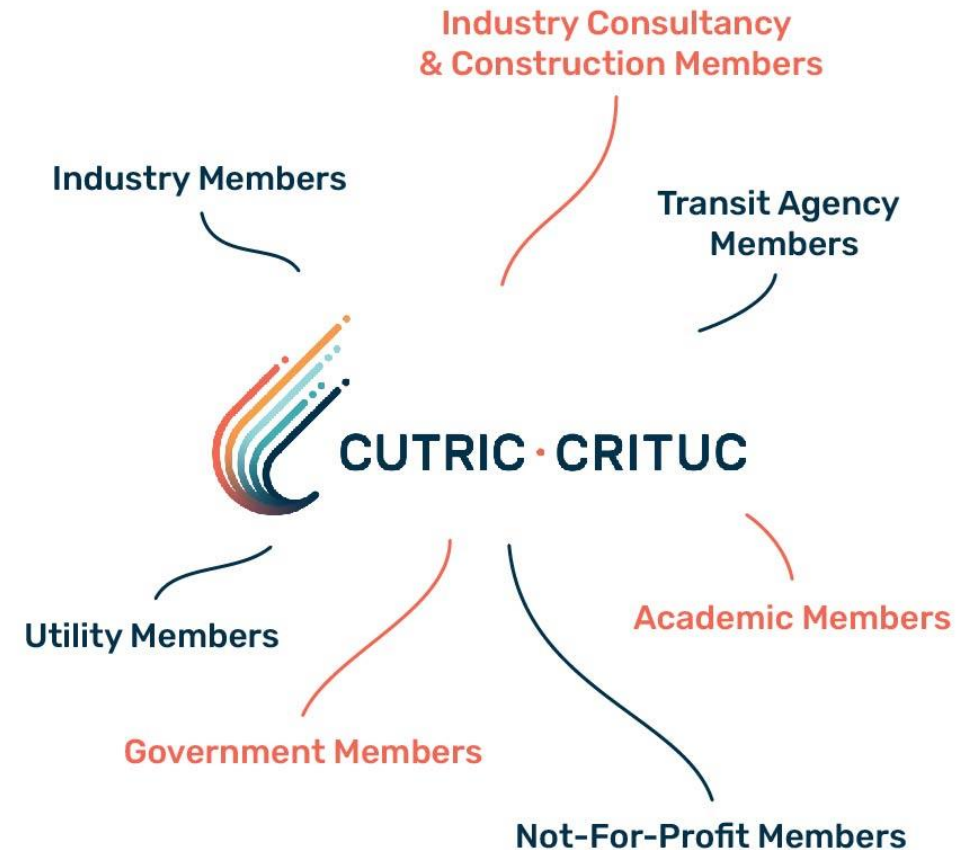 Industry Consultancy
& Construction Members
Industry Members
Transit Agency
Members
CUTRIC · CRITUC
Utility Members
Academic Members
Government Members
Not-For-Profit Members